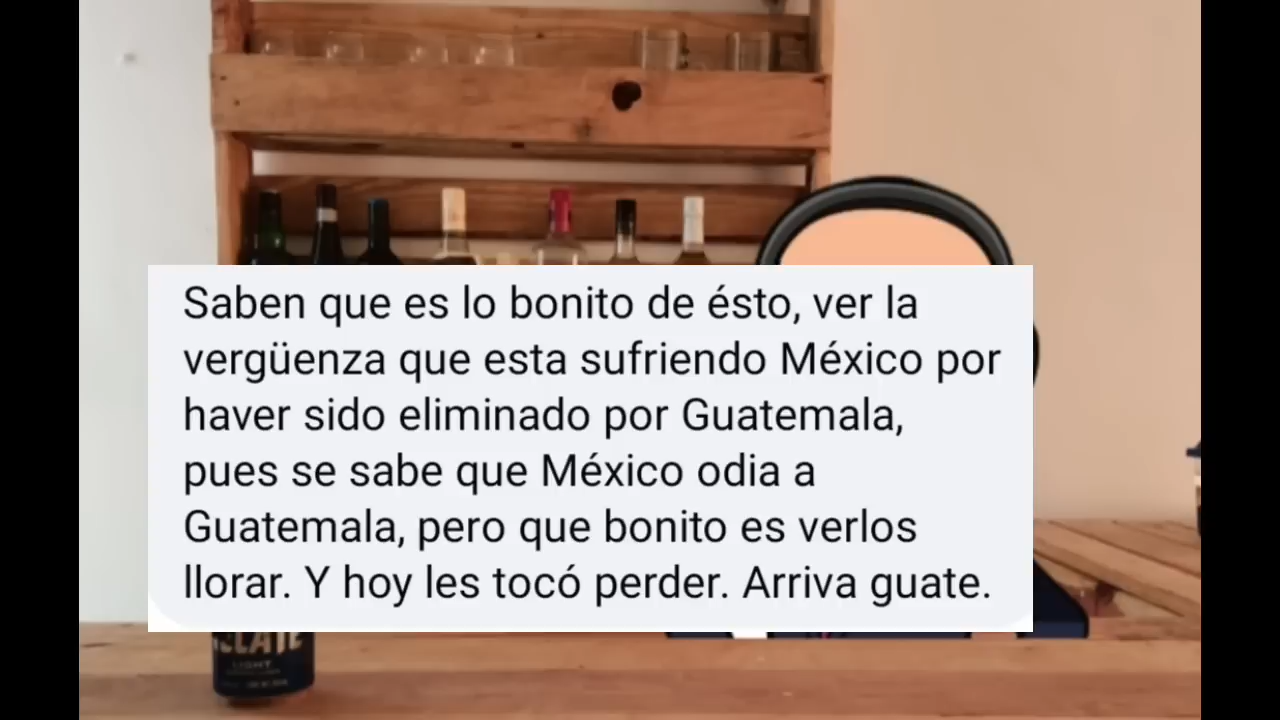 Saben que es lo bonito de ésto, ver la
vergüenza que esta sufriendo México por
haver sido eliminado por Guatemala,
pues se sabe que México odia a
Guatemala, pero que bonito es verlos
llorar. Y hoy les tocó perder. Arriva guate.
LIGHT